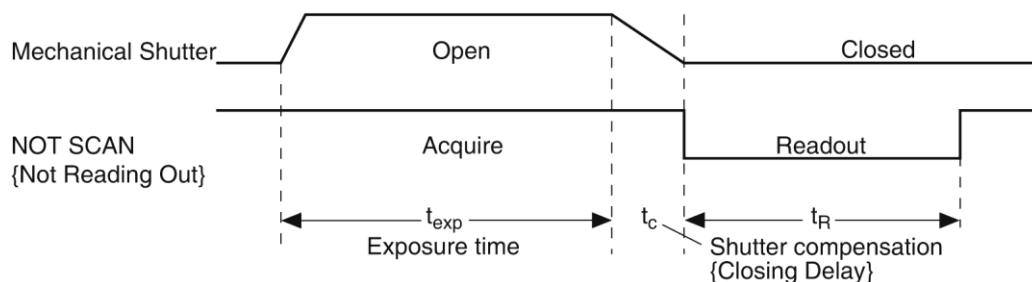 Mechanical Shutter
Open
Closed
NOT SCAN
{Not Reading Out}
Acquire
Readout
t_exp
Exposure time
t_c
t_R
Shutter compensation
{Closing Delay}